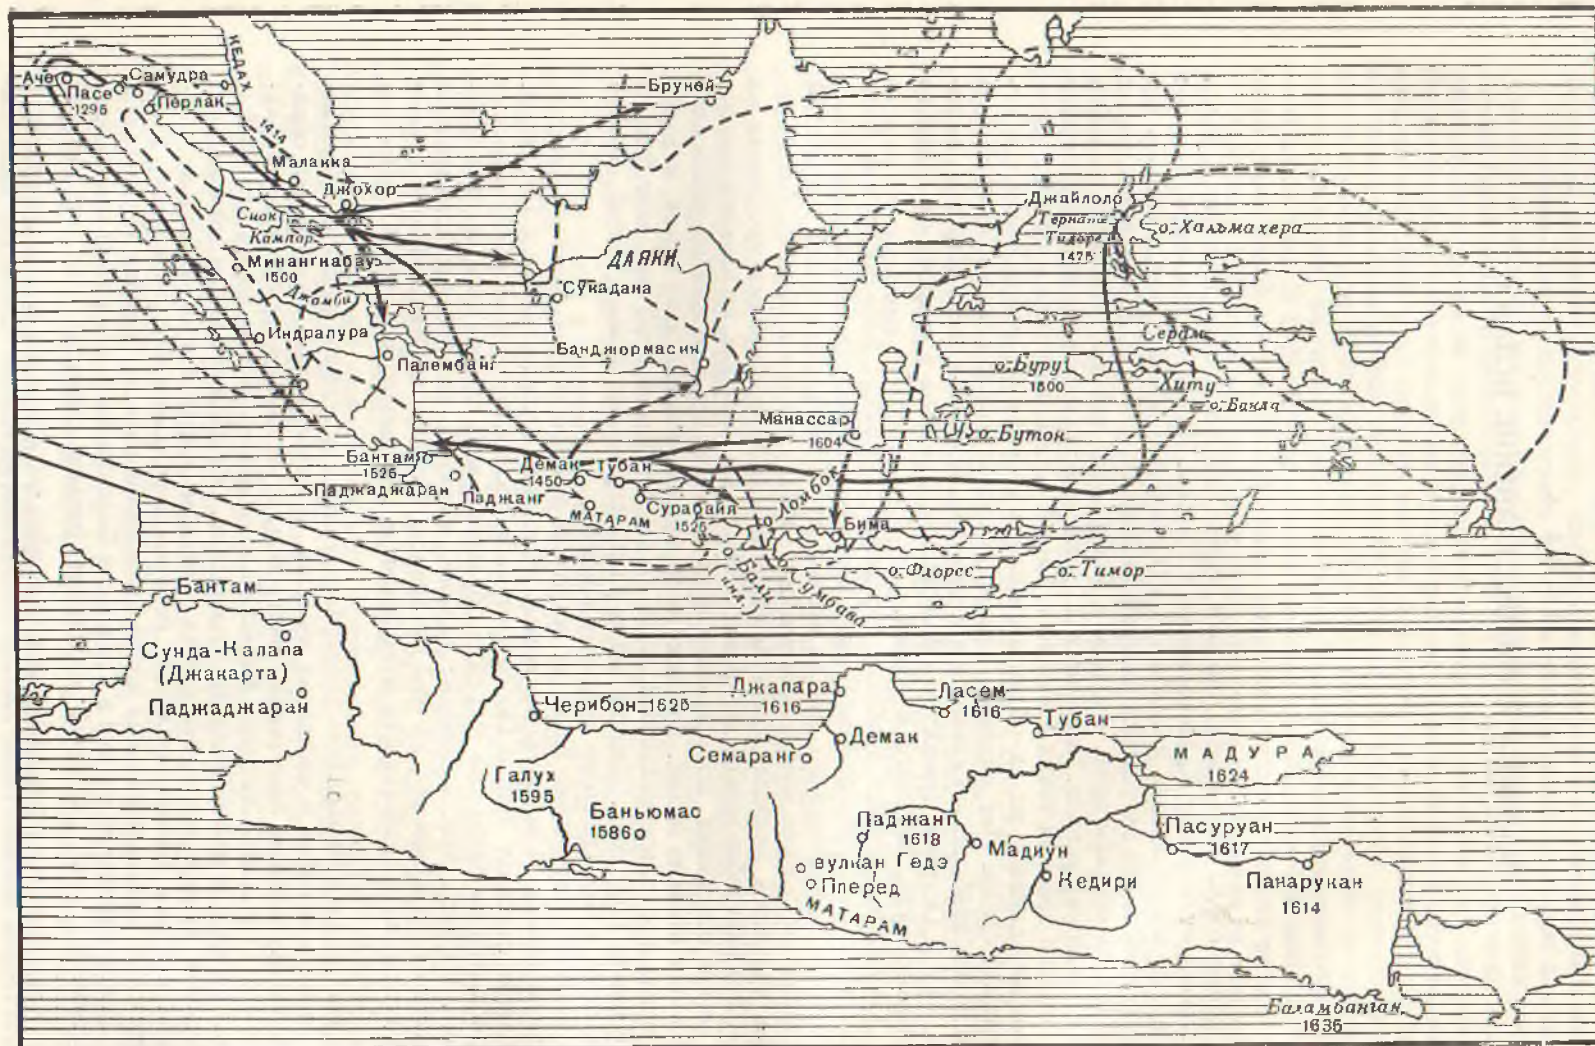 КЕДАХ
Аче
Самудра
Пасе
1295
Перлак
1414
Бруней
Малакка
Джохор
Сиак
Кампар
Минангкабау
1500
Джамби
Индрапура
Палембанг
ДАЯКИ
Сукадана
Банджормасин
Джайлоло
Тернате
Тидоре
1475
о. Хальмахера
Серам
о. Буру
1500
Хиту
о. Банда
Макассар
1604
о. Бутон
Бантам
1525
Паджаджаран
Демак
1450
Тубан
Паджанг
МАТАРАМ
Сурабайя
1525
о Ломбок
Бима
о. Бали
(инд.)
о Сумбава
о. Флорес
о. Тимор
Бантам
Сунда-Калапа
(Джакарта)
Паджаджаран
Черибон 1525
Джапара
1616
Ласем
1616
Тубан
Семаранг
Демак
МАДУРА
1624
Галух
1595
Баньюмас
1586
Паджанг
1618
Мадиун
Пасуруан
1617
вулкан Гедэ
Плеред
Кедири
Панарукан
1614
МАТАРАМ
Баламбанган
1635